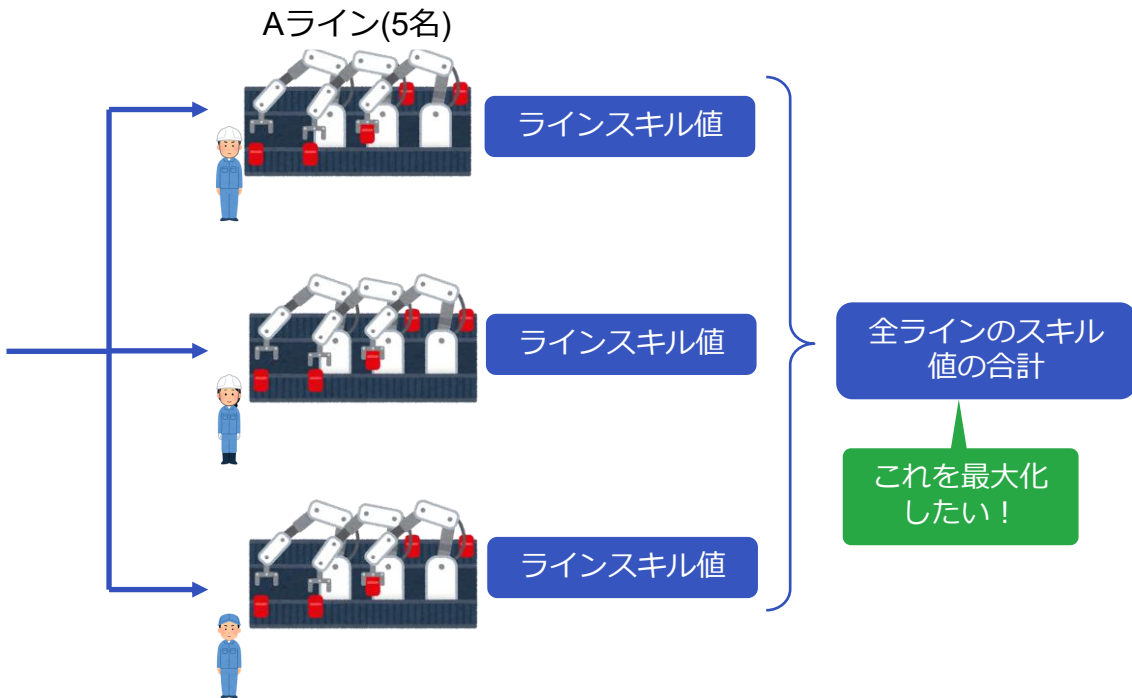 Aライン(5名)
ラインスキル値
ラインスキル値
全ラインのスキル
値の合計
これを最大化
したい！
ラインスキル値